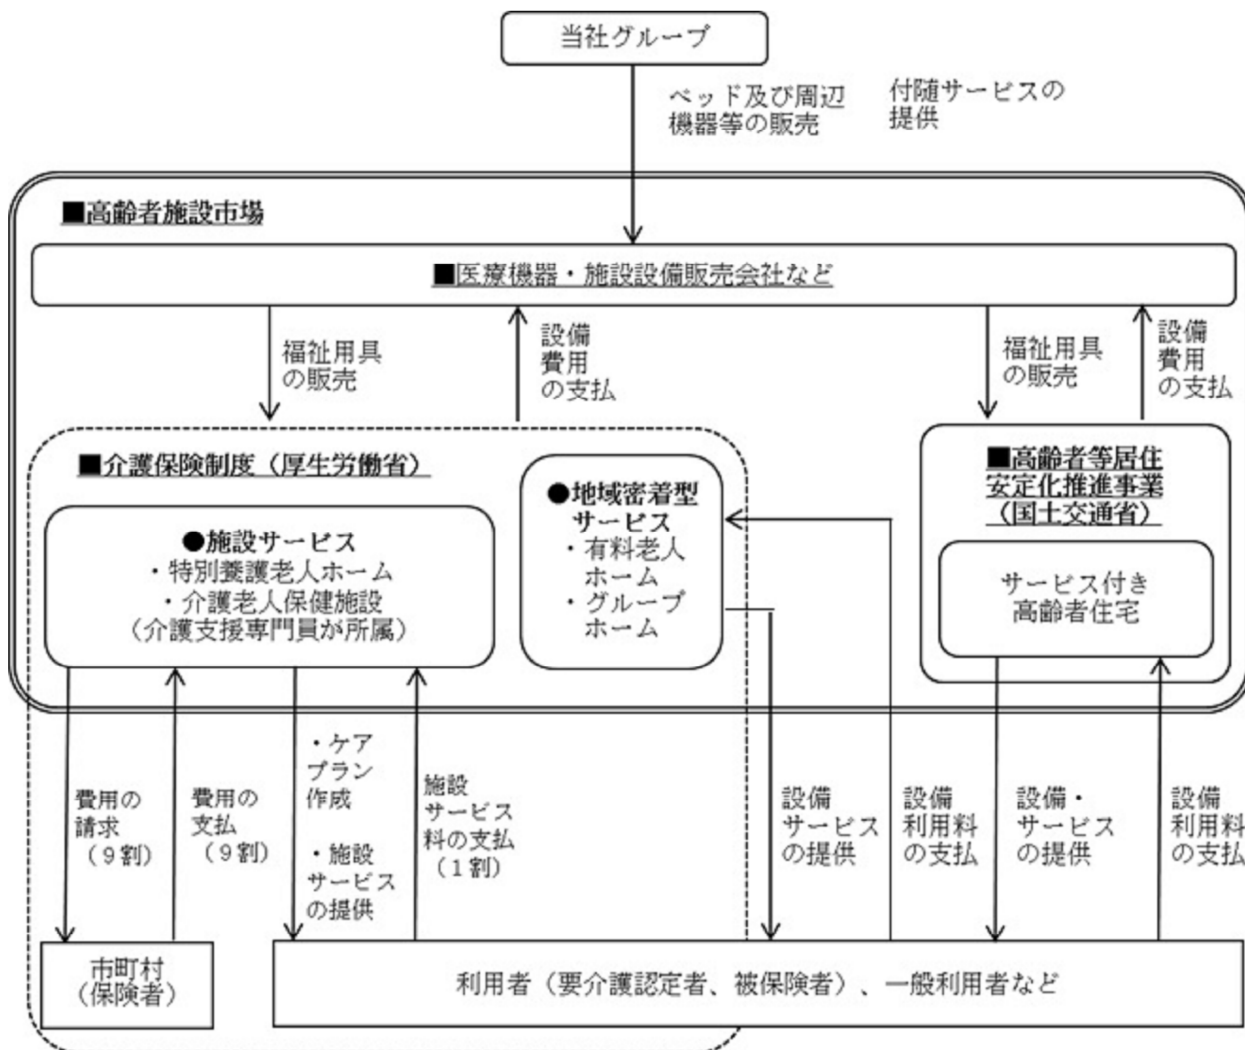 当社グループ
ベッド及び周辺
機器等の販売
付随サービスの
提供
■高齢者施設市場
■医療機器・施設設備販売会社など
福祉用具
の販売
設備
費用
の支払
福祉用具
の販売
設備
費用
の支払
■介護保険制度（厚生労働省）
●施設サービス
・特別養護老人ホーム
・介護老人保健施設
（介護支援専門員が所属）
●地域密着型
サービス
・有料老人
ホーム
・グループ
ホーム
■高齢者等居住
安定化推進事業
（国土交通省）
サービス付き
高齢者住宅
費用の
請求
（９割）
費用の
支払
（９割）
・ケア
プラン
作成
・施設
サービス
の提供
施設
サービス
料の支払
（１割）
設備
サービス
の提供
設備
利用料
の支払
設備・
サービス
の提供
設備
利用料
の支払
市町村
（保険者）
利用者（要介護認定者、被保険者）、一般利用者など